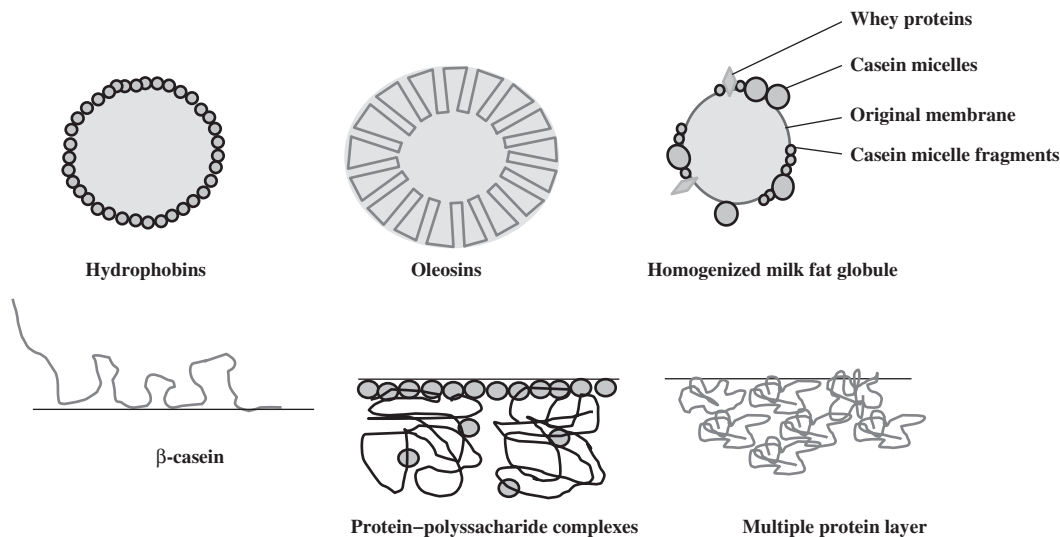 Whey proteins
Casein micelles
Original membrane
Casein micelle fragments
Hydrophobins
Oleosins
Homogenized milk fat globule
β-casein
Protein–polyssacharide complexes
Multiple protein layer